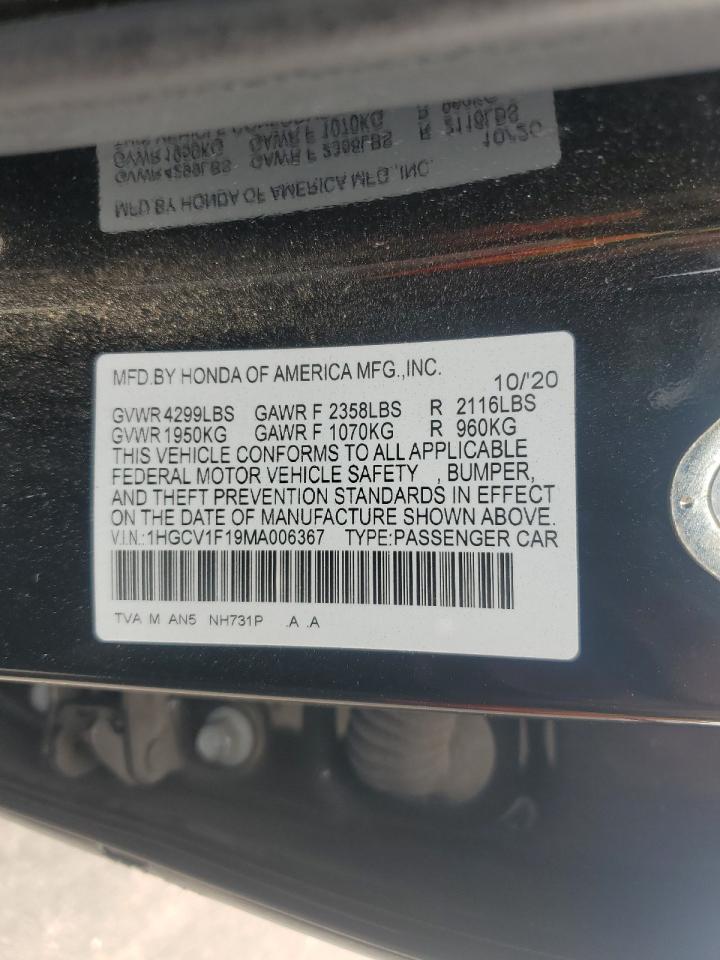 MFD.BY HONDA OF AMERICA MFG.,INC. 10/'20
GVWR 4299LBS GAWR F 2358LBS R 2116LBS
GVWR 1950KG GAWR F 1070KG R 960KG
THIS VEHICLE CONFORMS TO ALL APPLICABLE
FEDERAL MOTOR VEHICLE SAFETY , BUMPER,
AND THEFT PREVENTION STANDARDS IN EFFECT
ON THE DATE OF MANUFACTURE SHOWN ABOVE.
V.I.N.:1HGCV1F19MA006367 TYPE:PASSENGER CAR
TVA M AN5 NH731P .A .A